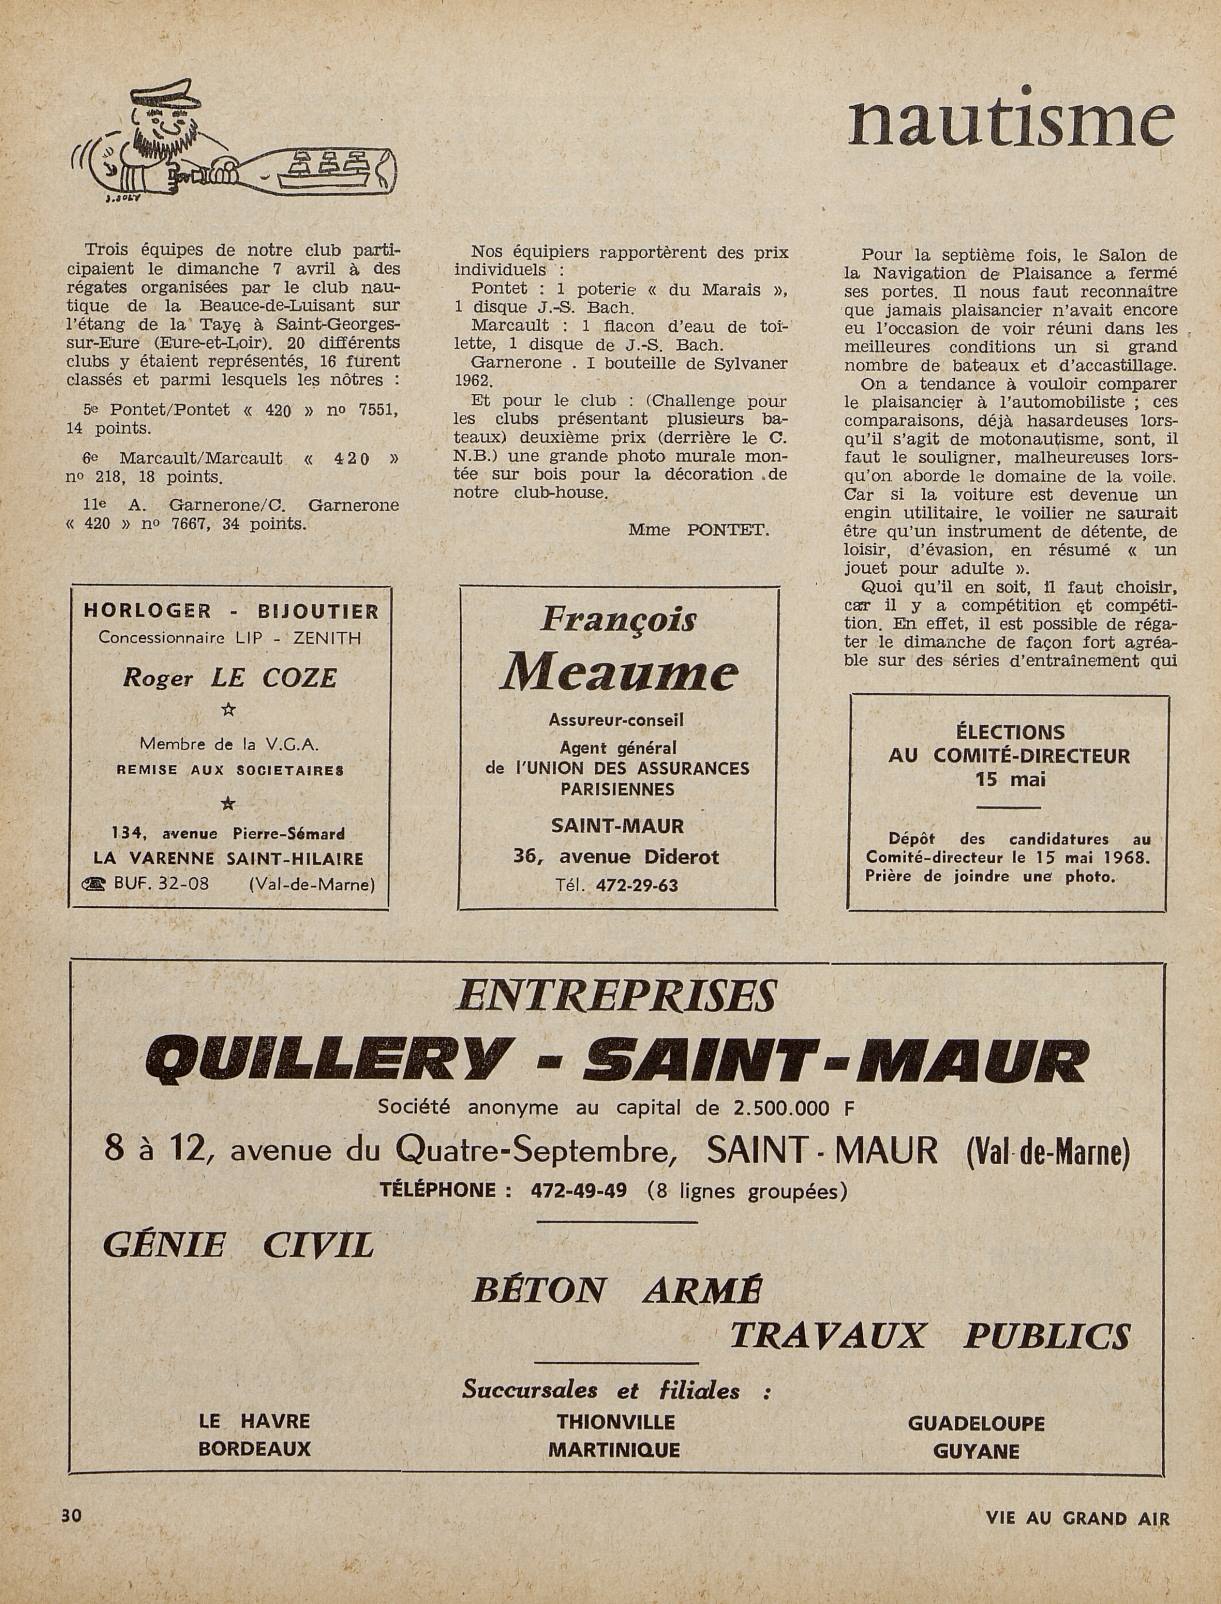 nautisme
J. JOLY
Trois équipes de notre club parti-
cipaient le dimanche 7 avril à des
régates organisées par le club nau-
tique de la Beauce-de-Luisant sur
l'étang de la Taye à Saint-Georges-
sur-Eure (Eure-et-Loir). 20 différents
clubs y étaient représentés, 16 furent
classés et parmi lesquels les nôtres :
5e Pontet/Pontet « 420 » no 7551,
14 points.
6e Marcault/Marcault « 420 »
no 218, 18 points.
11e A. Garnerone/C. Garnerone
« 420 » no 7667, 34 points.
Nos équipiers rapportèrent des prix
individuels :
Pontet : 1 poterie « du Marais »,
1 disque J.-S. Bach.
Marcault : 1 flacon d'eau de toi-
lette, 1 disque de J.-S. Bach.
Garnerone . I bouteille de Sylvaner
1962.
Et pour le club : (Challenge pour
les clubs présentant plusieurs ba-
teaux) deuxième prix (derrière le C.
N.B.) une grande photo murale mon-
tée sur bois pour la décoration de
notre club-house.
Mme PONTET.
Pour la septième fois, le Salon de
la Navigation de Plaisance a fermé
ses portes. Il nous faut reconnaître
que jamais plaisancier n'avait encore
eu l'occasion de voir réuni dans les
meilleures conditions un si grand
nombre de bateaux et d'accastillage.
On a tendance à vouloir comparer
le plaisancier à l'automobiliste ; ces
comparaisons, déjà hasardeuses lors-
qu'il s'agit de motonautisme, sont, il
faut le souligner, malheureuses lors-
qu'on aborde le domaine de la voile.
Car si la voiture est devenue un
engin utilitaire, le voilier ne saurait
être qu'un instrument de détente, de
loisir, d'évasion, en résumé « un
jouet pour adulte ».
Quoi qu'il en soit, il faut choisir,
car il y a compétition et compéti-
tion. En effet, il est possible de réga-
ter le dimanche de façon fort agréa-
ble sur des séries d'entraînement qui
HORLOGER - BIJOUTIER
Concessionnaire LIP - ZENITH
Roger LE COZE
Membre de la V.G.A.
REMISE AUX SOCIETAIRES
134, avenue Pierre-Sémard
LA VARENNE SAINT-HILAIRE
BUF. 32-08 (Val-de-Marne)
François
Meaume
Assureur-conseil
Agent général
de l'UNION DES ASSURANCES
PARISIENNES
SAINT-MAUR
36, avenue Diderot
Tél. 472-29-63
ÉLECTIONS
AU COMITÉ-DIRECTEUR
15 mai
Dépôt des candidatures au
Comité-directeur le 15 mai 1968.
Prière de joindre une photo.
ENTREPRISES
QUILLERY - SAINT-MAUR
Société anonyme au capital de 2.500.000 F
8 à 12, avenue du Quatre-Septembre, SAINT-MAUR (Val-de-Marne)
TÉLÉPHONE : 472-49-49 (8 lignes groupées)
GÉNIE CIVIL
BÉTON ARMÉ
TRAVAUX PUBLICS
Succursales et filiales :
LE HAVRE THIONVILLE GUADELOUPE
BORDEAUX MARTINIQUE GUYANE
30
VIE AU GRAND AIR